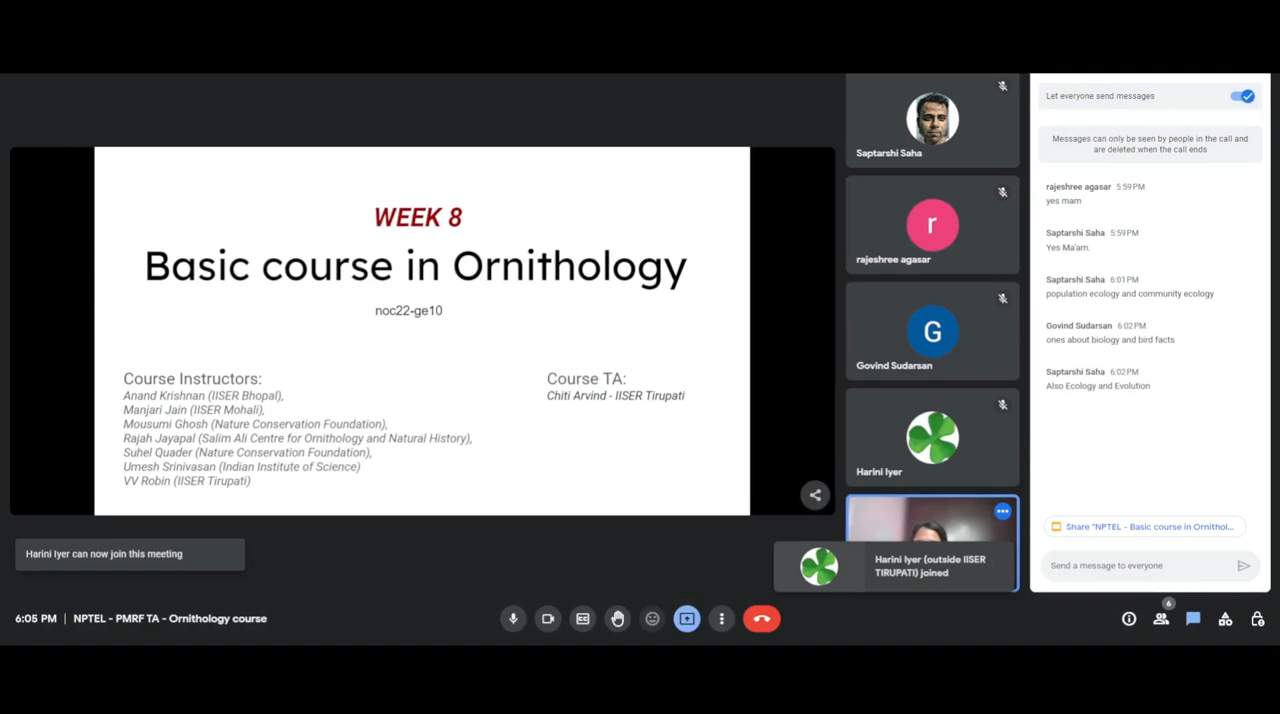 WEEK 8
Basic course in Ornithology
noc22-ge10
Course Instructors:
Anand Krishnan (IISER Bhopal),
Manjari Jain (IISER Mohali),
Mousumi Ghosh (Nature Conservation Foundation),
Rajah Jayapal (Salim Ali Centre for Ornithology and Natural History),
Suhel Quader (Nature Conservation Foundation),
Umesh Srinivasan (Indian Institute of Science)
VV Robin (IISER Tirupati)
Course TA:
Chiti Arvind - IISER Tirupati
Harini Iyer can now join this meeting
Saptarshi Saha
r
rajeshree agasar
G
Govind Sudarsan
Harini Iyer
Harini Iyer (outside IISER
TIRUPATI) joined
Let everyone send messages
Messages can only be seen by people in the call and
are deleted when the call ends
rajeshree agasar 5:59 PM
yes mam
Saptarshi Saha 5:59 PM
Yes Ma'am.
Saptarshi Saha 6:01 PM
population ecology and community ecology
Govind Sudarsan 6:02 PM
ones about biology and bird facts
Saptarshi Saha 6:02 PM
Also Ecology and Evolution
Share "NPTEL - Basic course in Ornithol...
Send a message to everyone
6:05 PM | NPTEL - PMRF TA - Ornithology course
6